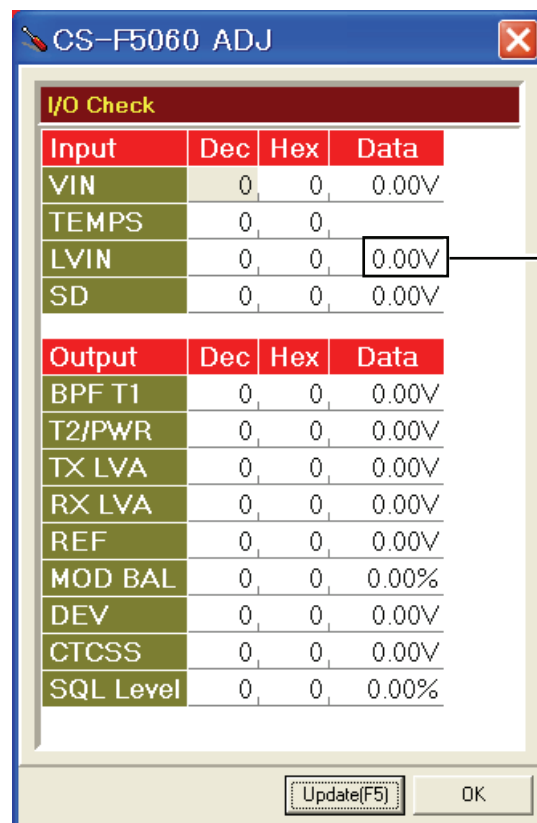 CS-F5060 ADJ
I/O Check
Input Dec Hex Data
VIN 0 0 0.00V
TEMPS 0 0
LVIN 0 0 0.00V
SD 0 0 0.00V
Output Dec Hex Data
BPF T1 0 0 0.00V
T2/PWR 0 0 0.00V
TX LVA 0 0 0.00V
RX LVA 0 0 0.00V
REF 0 0 0.00V
MOD BAL 0 0 0.00%
DEV 0 0 0.00V
CTCSS 0 0 0.00V
SQL Level 0 0 0.00%
Update(F5) OK